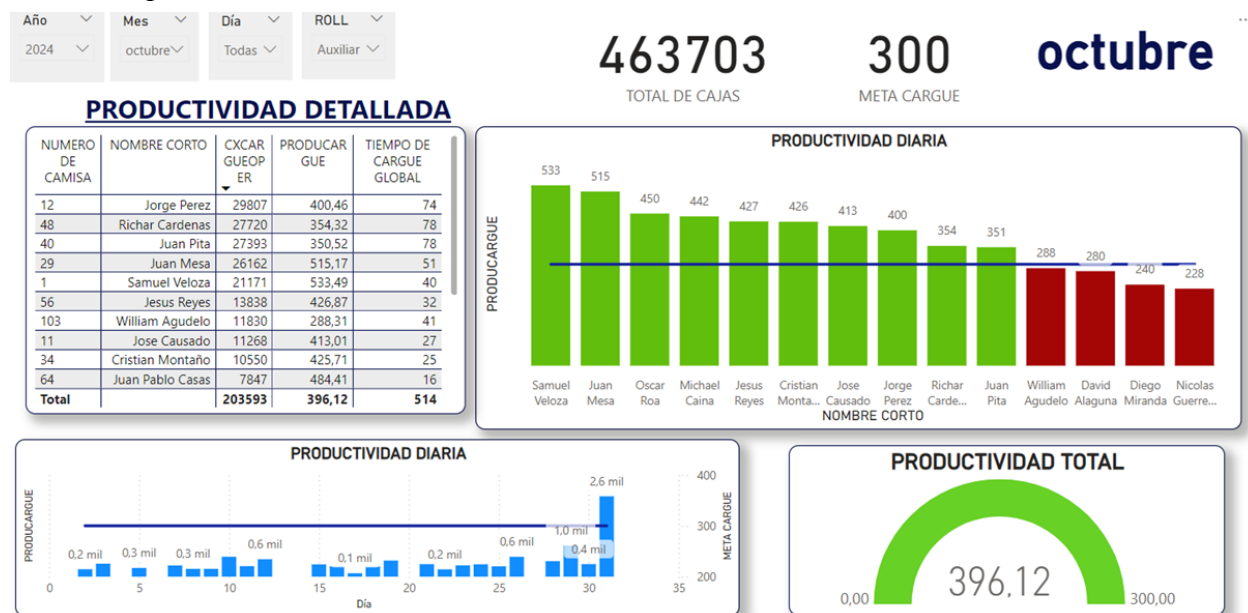 Año
Mes
Día
ROLL
2024
octubre
Todas
Auxiliar
463703
TOTAL DE CAJAS
300
META CARGUE
octubre
PRODUCTIVIDAD DETALLADA
NUMERO DE CAMISA NOMBRE CORTO CXCARGUEOPER PRODUCARGUE TIEMPO DE CARGUE GLOBAL
12 Jorge Perez 29807 400,46 74
48 Richar Cardenas 27720 354,32 78
40 Juan Pita 27393 350,52 78
29 Juan Mesa 26162 515,17 51
1 Samuel Veloza 21171 533,49 40
56 Jesus Reyes 13838 426,87 32
103 William Agudelo 11830 288,31 41
11 Jose Causado 11268 413,01 27
34 Cristian Montaño 10550 425,71 25
64 Juan Pablo Casas 7847 484,41 16
Total 203593 396,12 514
PRODUCTIVIDAD DIARIA
PRODUCARGUE
533 515 450 442 427 426 413 400 354 351 288 280 240 228
Samuel Juan Oscar Michael Jesus Cristian Jose Jorge Richar Juan William David Diego Nicolas
Veloza Mesa Roa Caina Reyes Monta... Causado Perez Carde... Pita Agudelo Alaguna Miranda Guerre...
NOMBRE CORTO
PRODUCTIVIDAD DIARIA
PRODUCARGUE
0,2 mil 0,3 mil 0,3 mil 0,6 mil 0,1 mil 0,2 mil 0,6 mil 1,0 mil 0,4 mil 2,6 mil
400
300
200
META CARGUE
0 5 10 15 20 25 30 35
Día
PRODUCTIVIDAD TOTAL
396,12
0,00 300,00